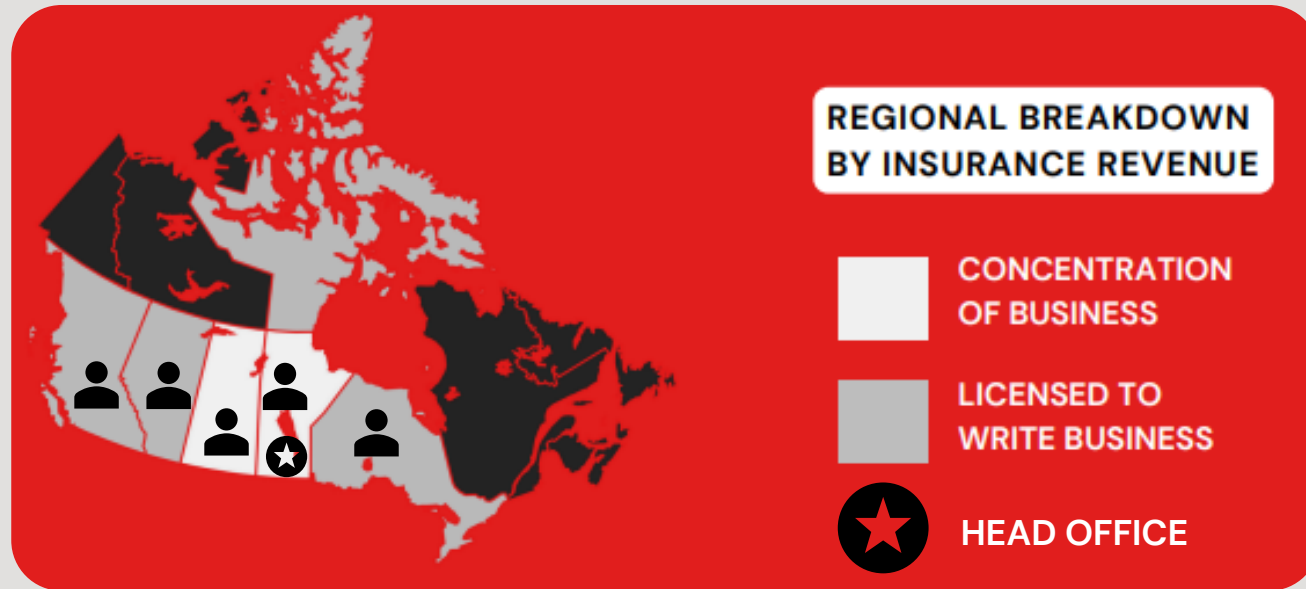 REGIONAL BREAKDOWN
BY INSURANCE REVENUE
CONCENTRATION
OF BUSINESS
LICENSED TO
WRITE BUSINESS
HEAD OFFICE